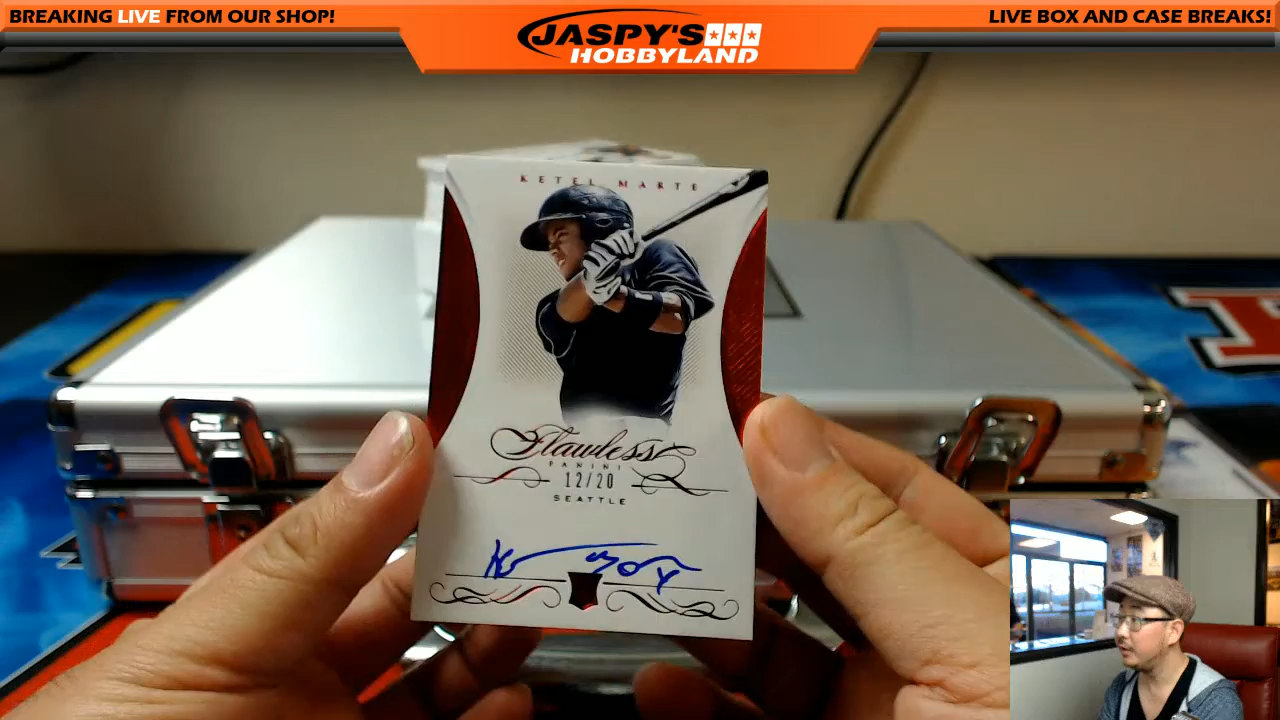 BREAKING LIVE FROM OUR SHOP!
JASPY'S
HOBBYLAND
LIVE BOX AND CASE BREAKS!
KETEL MARTE
Flawless
PANINI
12/20
SEATTLE